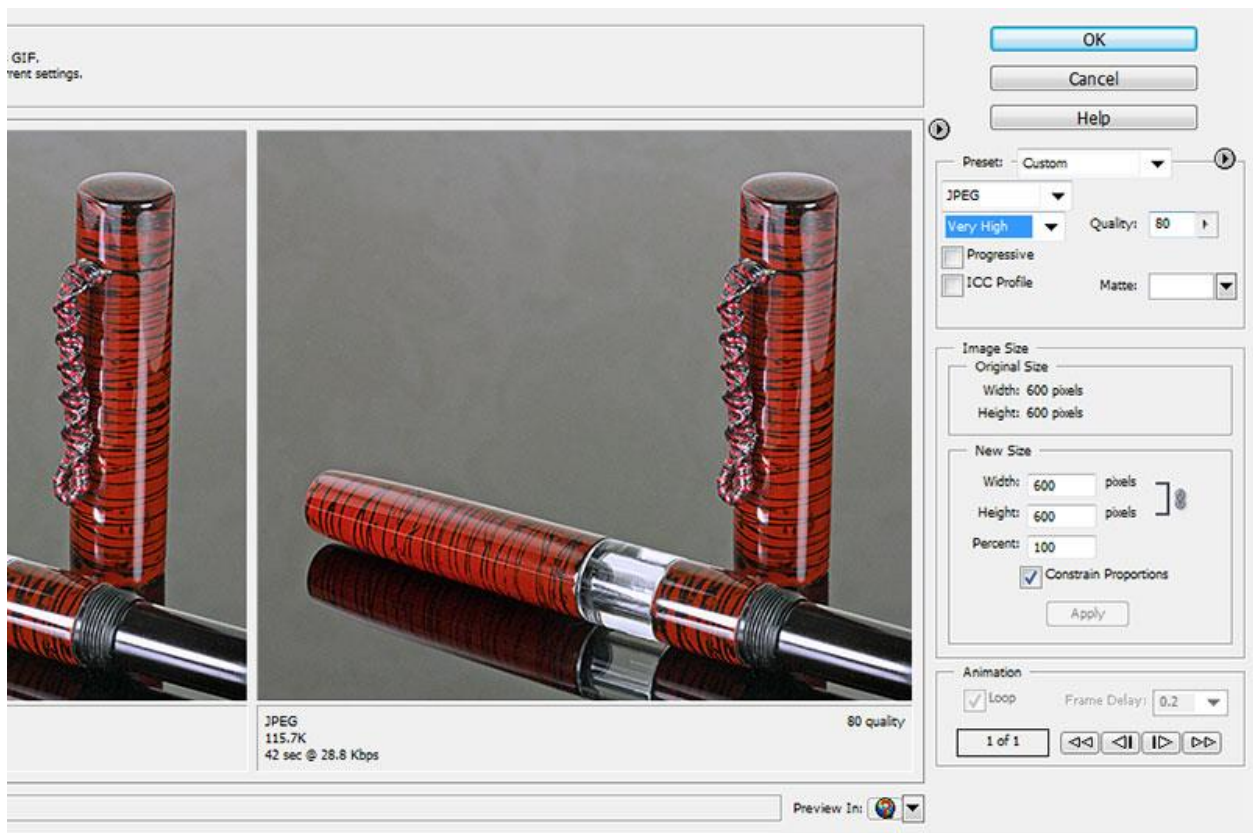 GIF.
rent settings.
OK
Cancel
Help
Preset: Custom
JPEG
Very High Quality: 80
Progressive
ICC Profile Matte:
Image Size
Original Size
Width: 600 pixels
Height: 600 pixels
New Size
Width: 600 pixels
Height: 600 pixels
Percent: 100
Constrain Proportions
Apply
Animation
Loop Frame Delay: 0.2
1 of 1
JPEG 80 quality
115.7K
42 sec @ 28.8 Kbps
Preview In: